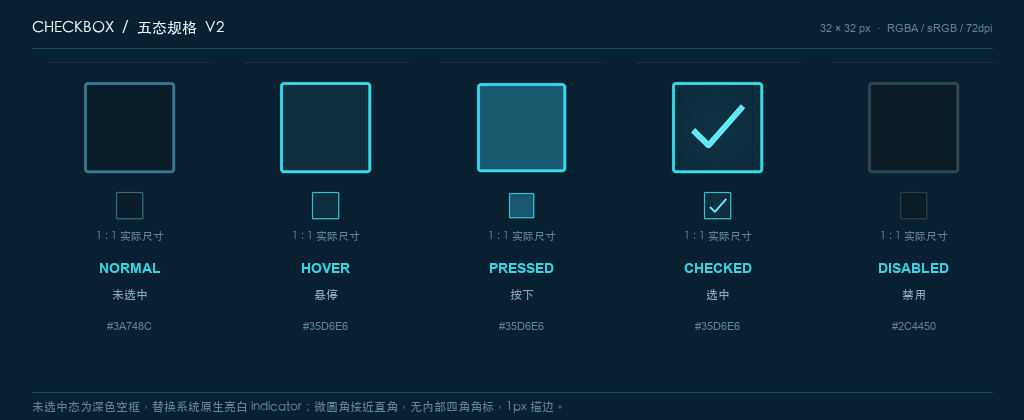 CHECKBOX / 五态规格 V2
32 × 32 px · RGBA / sRGB / 72dpi
1 : 1 实际尺寸 1 : 1 实际尺寸 1 : 1 实际尺寸 1 : 1 实际尺寸 1 : 1 实际尺寸
NORMAL HOVER PRESSED CHECKED DISABLED
未选中 悬停 按下 选中 禁用
#3A748C #35D6E6 #35D6E6 #35D6E6 #2C4450
未选中态为深色空框，替换系统原生亮白 indicator；微圆角接近直角，无内部四角角标，1px 描边。